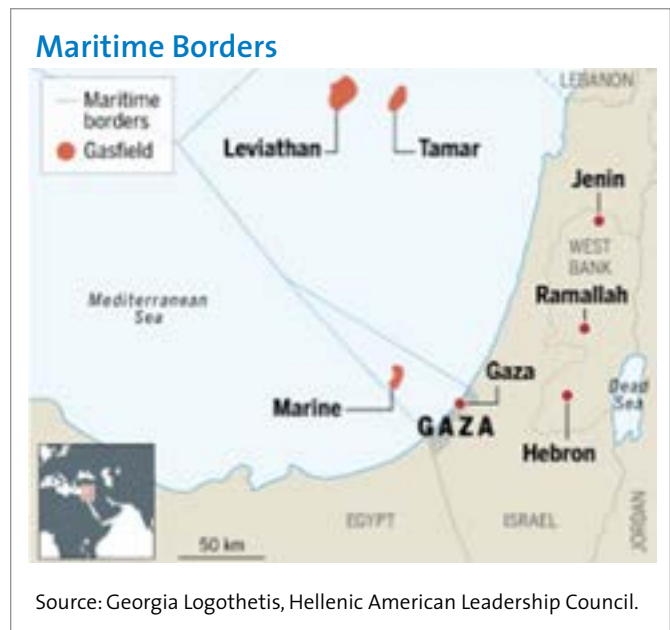 Maritime Borders
Maritime
borders
Gasfield
Leviathan
Tamar
LEBANON
Jenin
WEST
BANK
Ramallah
Mediterranean
Sea
Gaza
Marine
GAZA
Dead
Sea
Hebron
EGYPT
ISRAEL
JORDAN
50 km
Source: Georgia Logothetis, Hellenic American Leadership Council.